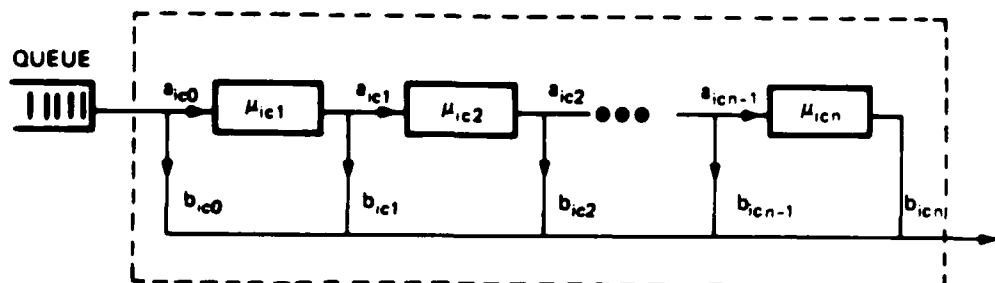 QUEUE
a_ic0 μ_ic1 a_ic1 μ_ic2 a_ic2 ●●● a_icn-1 μ_icn
b_ic0 b_ic1 b_ic2 b_icn-1 b_icn